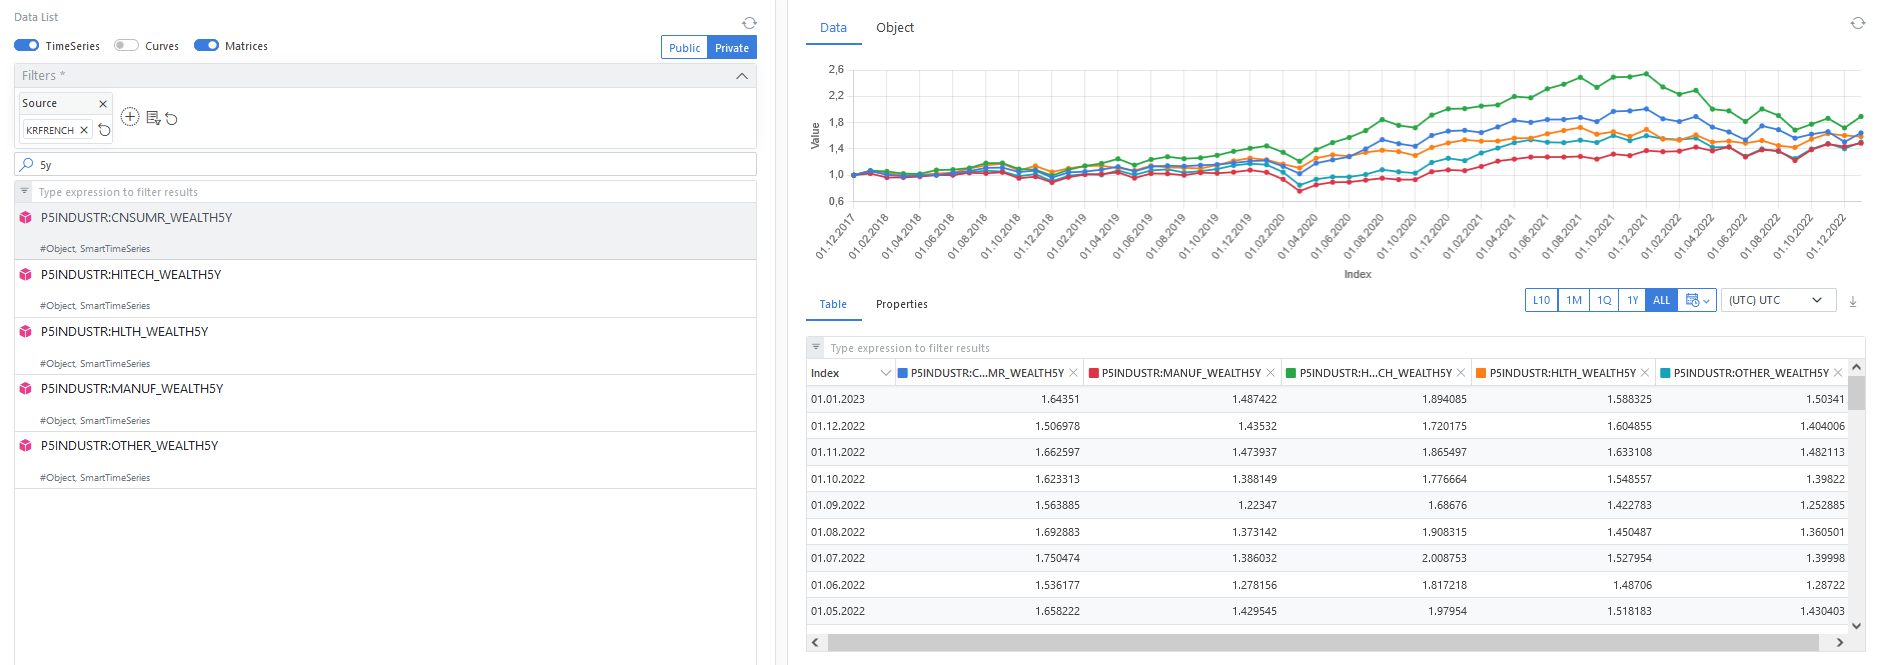 Data List
TimeSeries Curves Matrices Public Private
Filters *
Source
KRFRENCH
5y
Type expression to filter results
P5INDUSTR:CNSUMR_WEALTH5Y
#Object, SmartTimeSeries
P5INDUSTR:HITECH_WEALTH5Y
#Object, SmartTimeSeries
P5INDUSTR:HLTH_WEALTH5Y
#Object, SmartTimeSeries
P5INDUSTR:MANUF_WEALTH5Y
#Object, SmartTimeSeries
P5INDUSTR:OTHER_WEALTH5Y
#Object, SmartTimeSeries
Data Object
Value
2,6
2,2
1,8
1,4
1,0
0,6
01.12.2017 01.02.2018 01.04.2018 01.06.2018 01.08.2018 01.10.2018 01.12.2018 01.02.2019 01.04.2019 01.06.2019 01.08.2019 01.10.2019 01.12.2019 01.02.2020 01.04.2020 01.06.2020 01.08.2020 01.10.2020 01.12.2020 01.02.2021 01.04.2021 01.06.2021 01.08.2021 01.10.2021 01.12.2021 01.02.2022 01.04.2022 01.06.2022 01.08.2022 01.10.2022 01.12.2022
Index
Table Properties L10 1M 1Q 1Y ALL (UTC) UTC
Type expression to filter results
Index P5INDUSTR:C...MR_WEALTH5Y P5INDUSTR:MANUF_WEALTH5Y P5INDUSTR:H...CH_WEALTH5Y P5INDUSTR:HLTH_WEALTH5Y P5INDUSTR:OTHER_WEALTH5Y
01.01.2023 1.64351 1.487422 1.894085 1.588325 1.50341
01.12.2022 1.506978 1.43532 1.720175 1.604855 1.404006
01.11.2022 1.662597 1.473937 1.865497 1.633108 1.482113
01.10.2022 1.623313 1.388149 1.776664 1.548557 1.39822
01.09.2022 1.563885 1.22347 1.68676 1.422783 1.252885
01.08.2022 1.692883 1.373142 1.908315 1.450487 1.360501
01.07.2022 1.750474 1.386032 2.008753 1.527954 1.39998
01.06.2022 1.536177 1.278156 1.817218 1.48706 1.28722
01.05.2022 1.658222 1.429545 1.97954 1.518183 1.430403